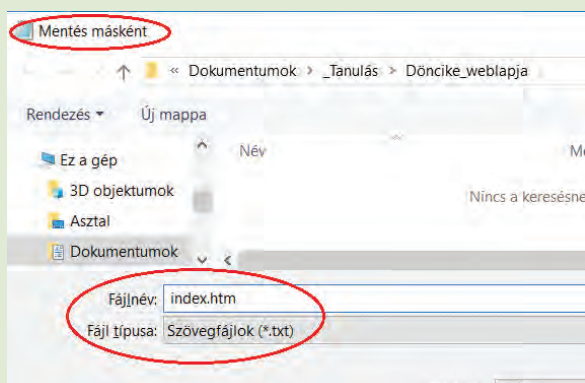 Mentés másként
« Dokumentumok > _Tanulás > Döncike_weblapja
Rendezés Új mappa
Ez a gép
3D objektumok
Asztal
Dokumentumok
Név
Nincs a keresésne
Fájlnév: index.htm
Fájl típusa: Szövegfájlok (*.txt)